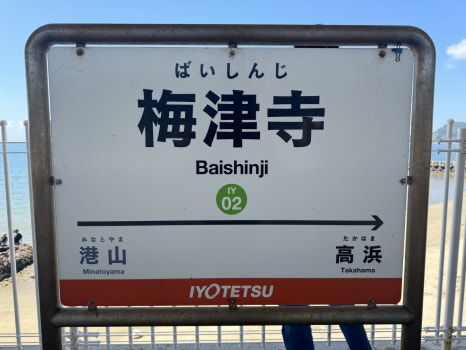 ばいしんじ
梅津寺
Baishinji
IY
02
みなとやま
港山
Minatoyama
たかはま
高浜
Takahama
IYOTETSU